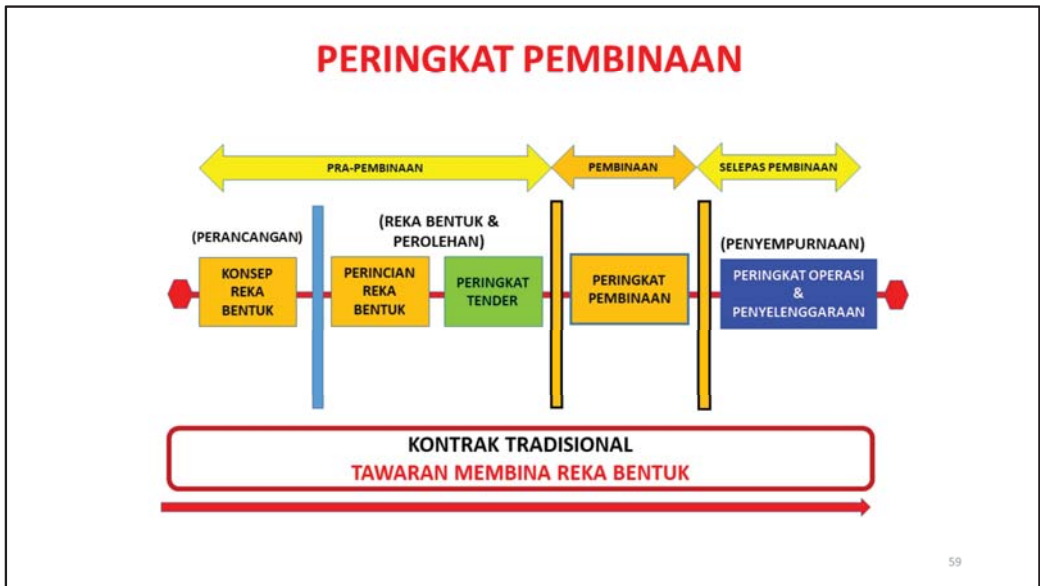 PERINGKAT PEMBINAAN
PRA-PEMBINAAN
PEMBINAAN
SELEPAS PEMBINAAN
(PERANCANGAN)
(REKA BENTUK &
PEROLEHAN)
(PENYEMPURNAAN)
KONSEP
REKA
BENTUK
PERINCIAN
REKA
BENTUK
PERINGKAT
TENDER
PERINGKAT
PEMBINAAN
PERINGKAT OPERASI
&
PENYELENGGARAAN
KONTRAK TRADISIONAL
TAWARAN MEMBINA REKA BENTUK
59